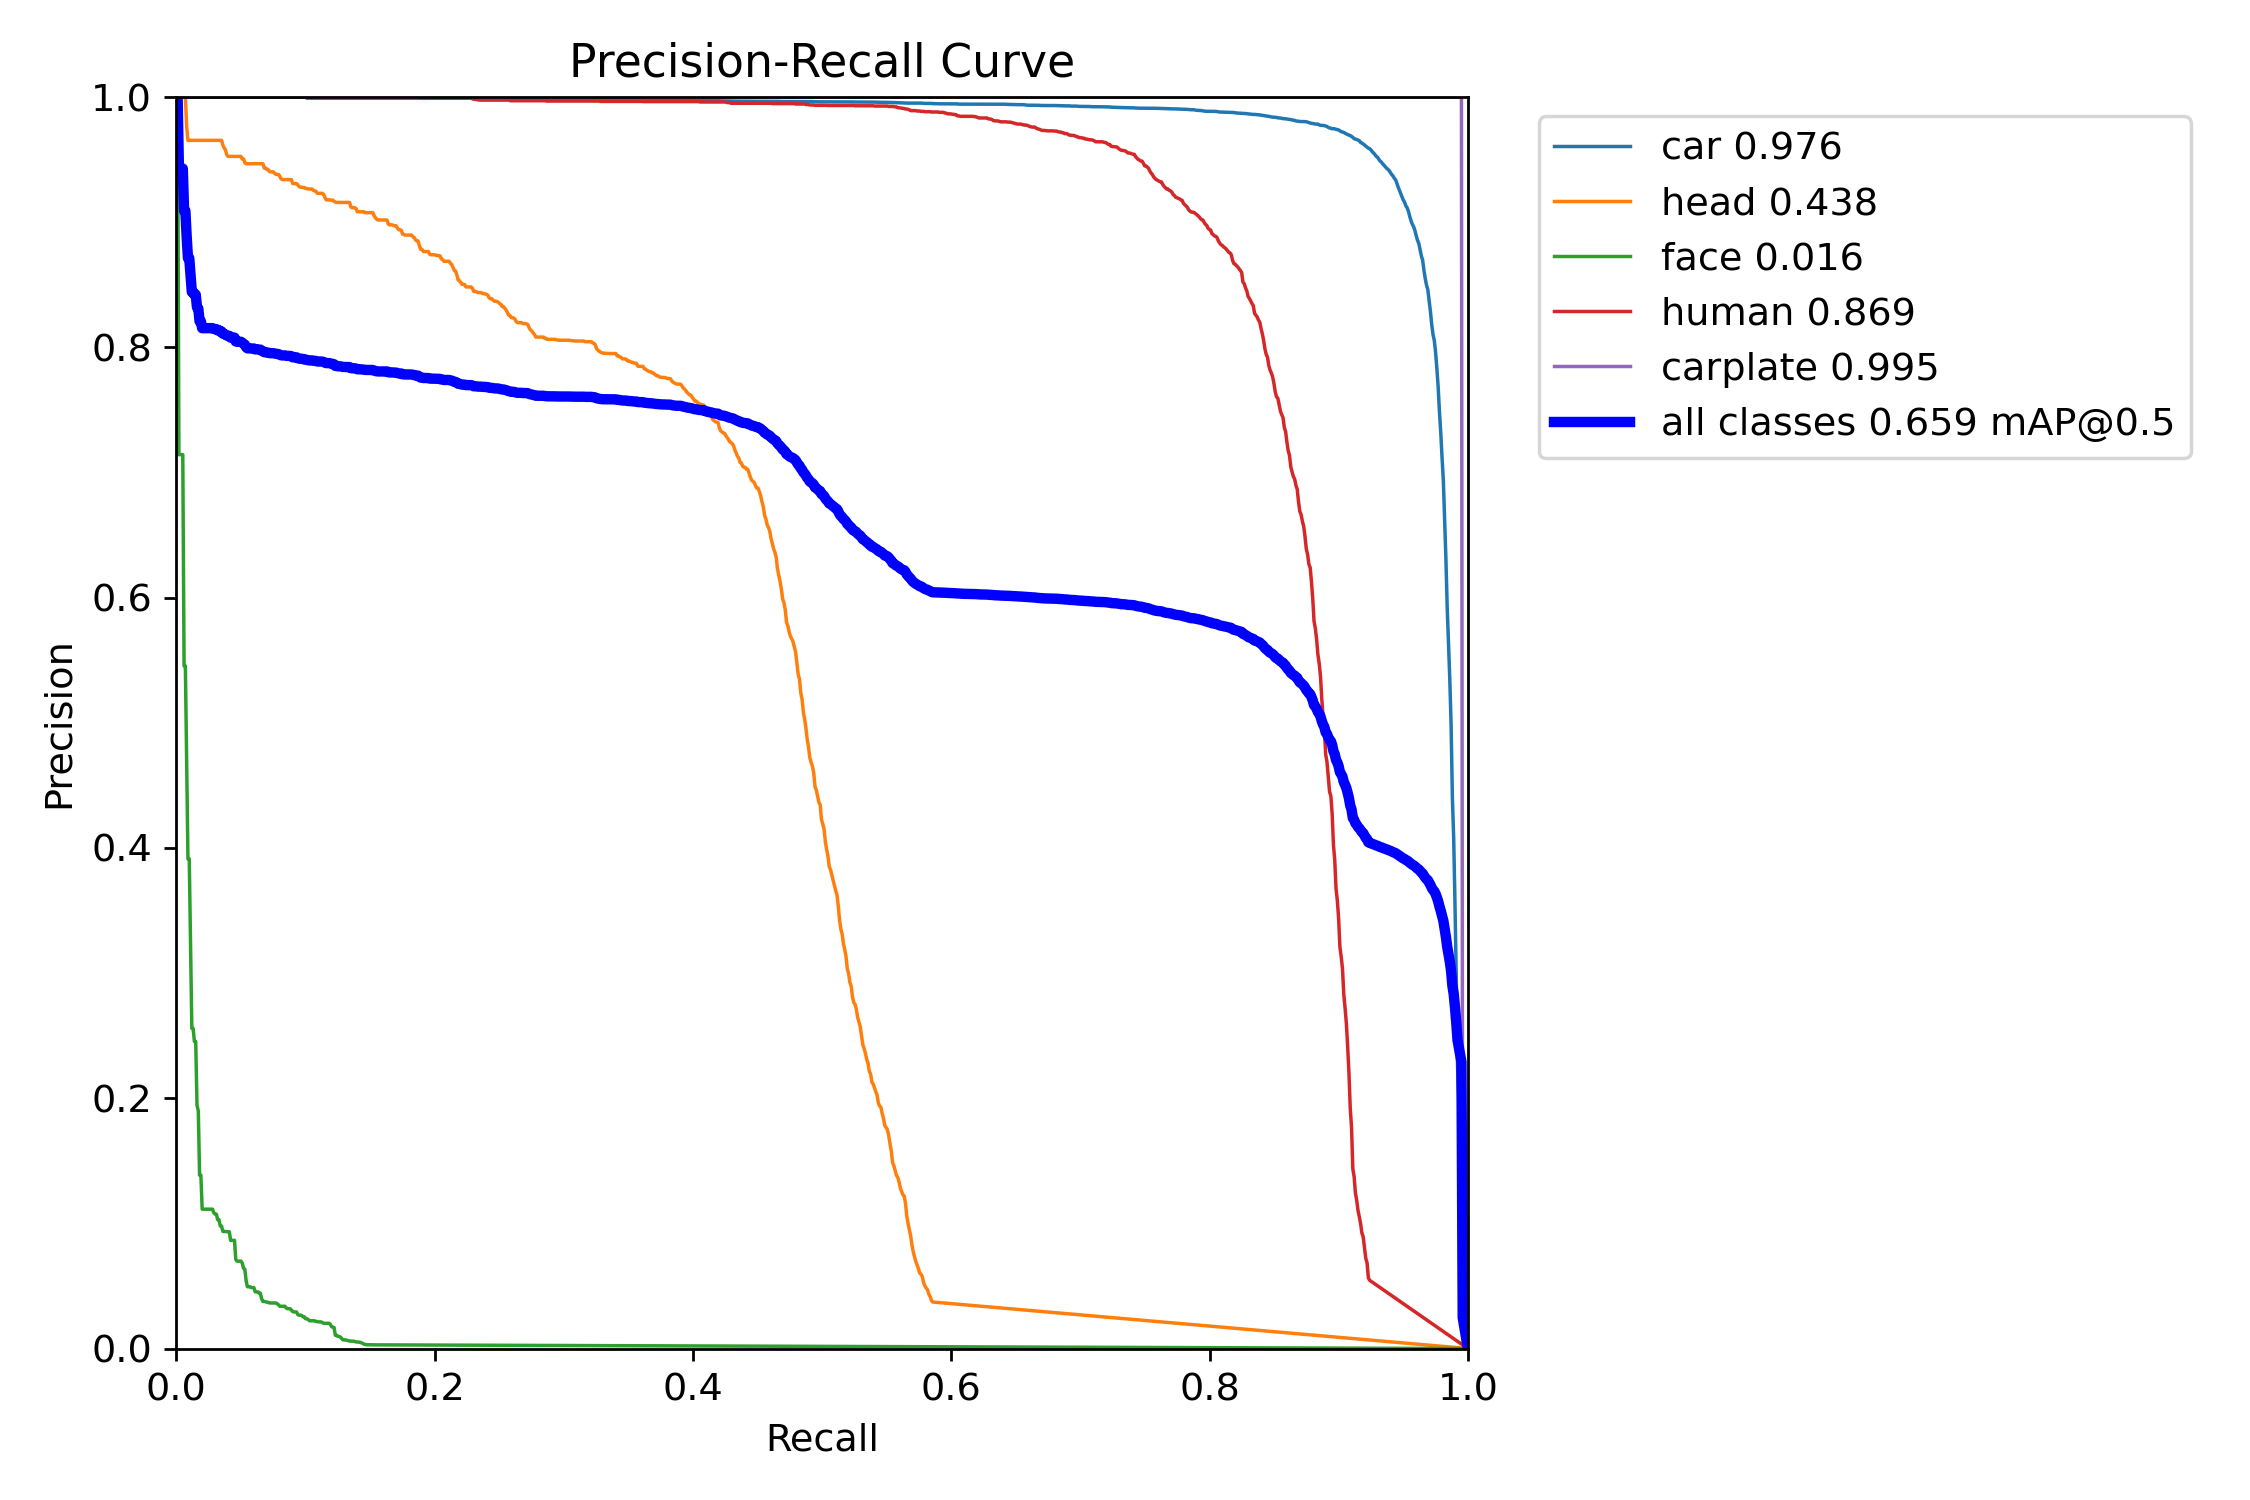 Precision-Recall Curve
1.0
0.8
0.6
0.4
0.2
0.0
Precision
0.0 0.2 0.4 0.6 0.8 1.0
Recall
car 0.976
head 0.438
face 0.016
human 0.869
carplate 0.995
all classes 0.659 mAP@0.5